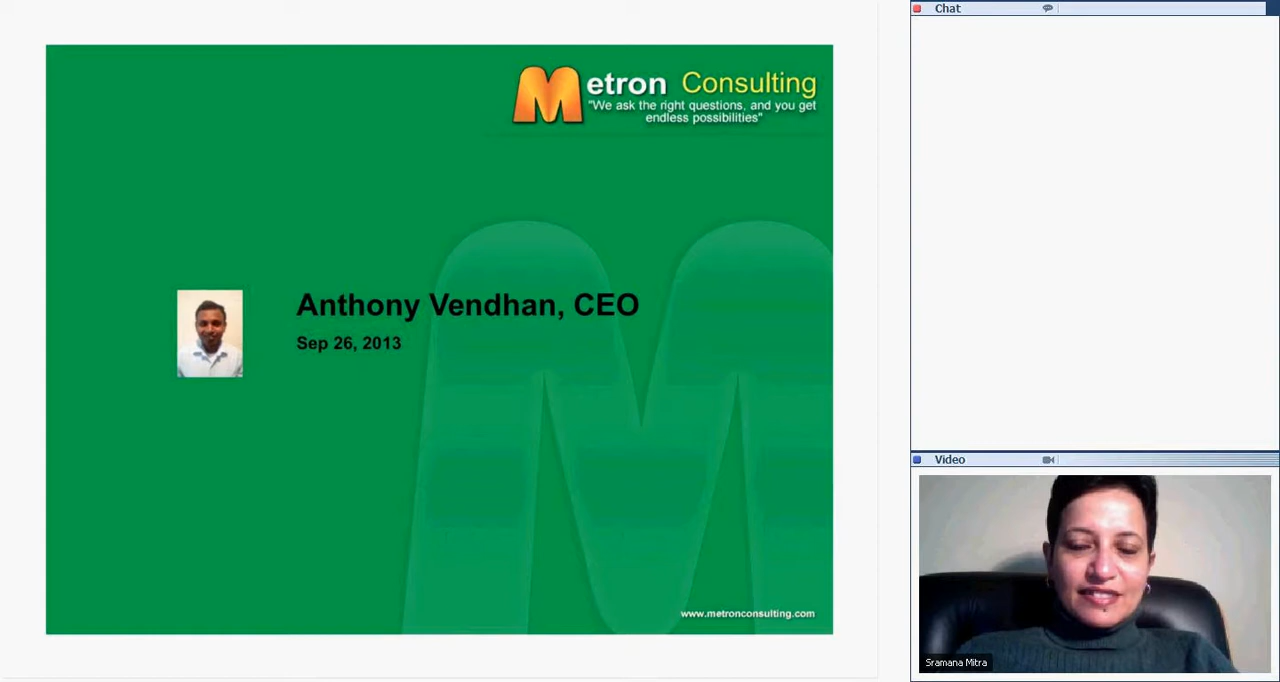 Metron Consulting
"We ask the right questions, and you get
endless possibilities"
Anthony Vendhan, CEO
Sep 26, 2013
www.metronconsulting.com
Chat
Video
Sramana Mitra